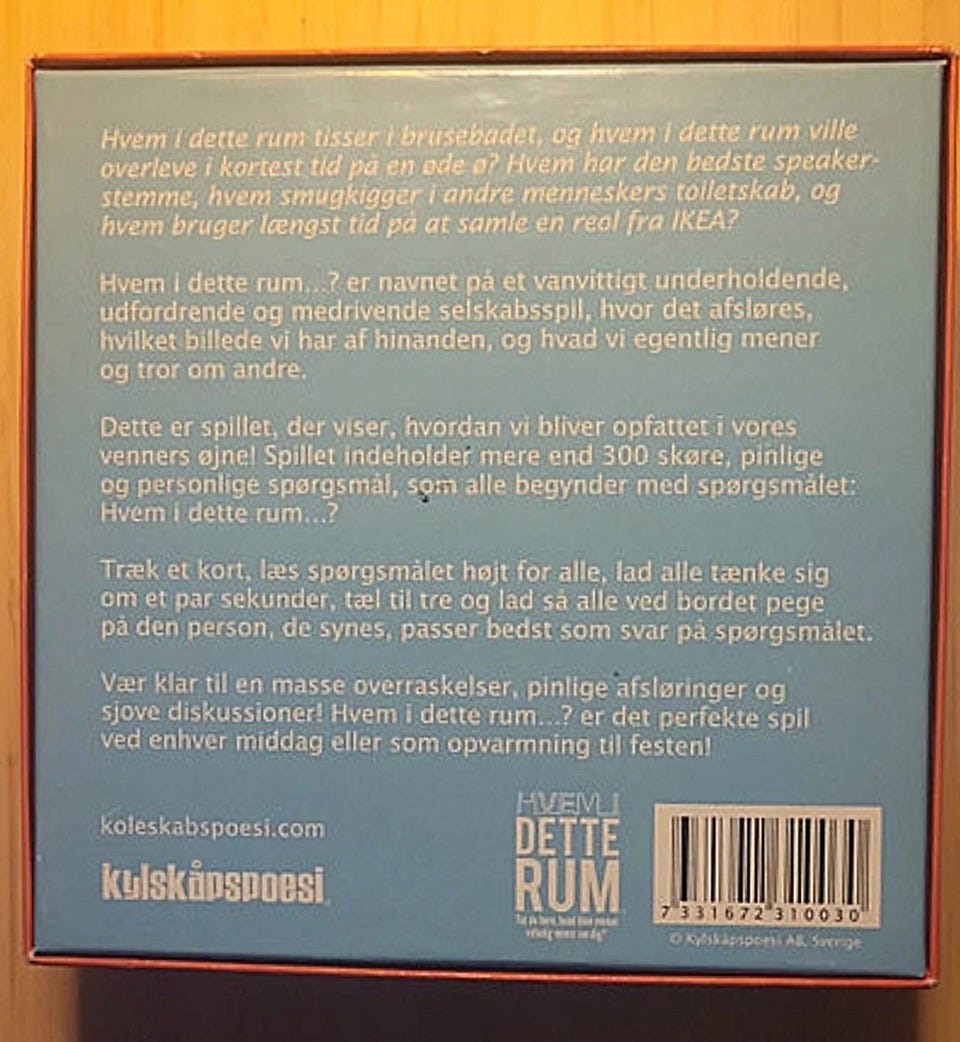 Hvem i dette rum tisser i brusebadet, og hvem i dette rum ville
overleve i kortest tid på en øde ø? Hvem har den bedste speaker-
stemme, hvem smugkigger i andre menneskers toiletskab, og
hvem bruger længst tid på at samle en reol fra IKEA?
Hvem i dette rum...? er navnet på et vanvittigt underholdende,
udfordrende og medrivende selskabsspil, hvor det afsløres,
hvilket billede vi har af hinanden, og hvad vi egentlig mener
og tror om andre.
Dette er spillet, der viser, hvordan vi bliver opfattet i vores
venners øjne! Spillet indeholder mere end 300 skøre, pinlige
og personlige spørgsmål, som alle begynder med spørgsmålet:
Hvem i dette rum...?
Træk et kort, læs spørgsmålet højt for alle, lad alle tænke sig
om et par sekunder, tæl til tre og lad så alle ved bordet pege
på den person, de synes, passer bedst som svar på spørgsmålet.
Vær klar til en masse overraskelser, pinlige afsløringer og
sjove diskussioner! Hvem i dette rum...? er det perfekte spil
ved enhver middag eller som opvarmning til festen!
koleskabspoesi.com
kylskåpspoesi
HVEM I
DETTE
RUM
7 331672 310030
© Kylskåpspoesi AB, Sverige